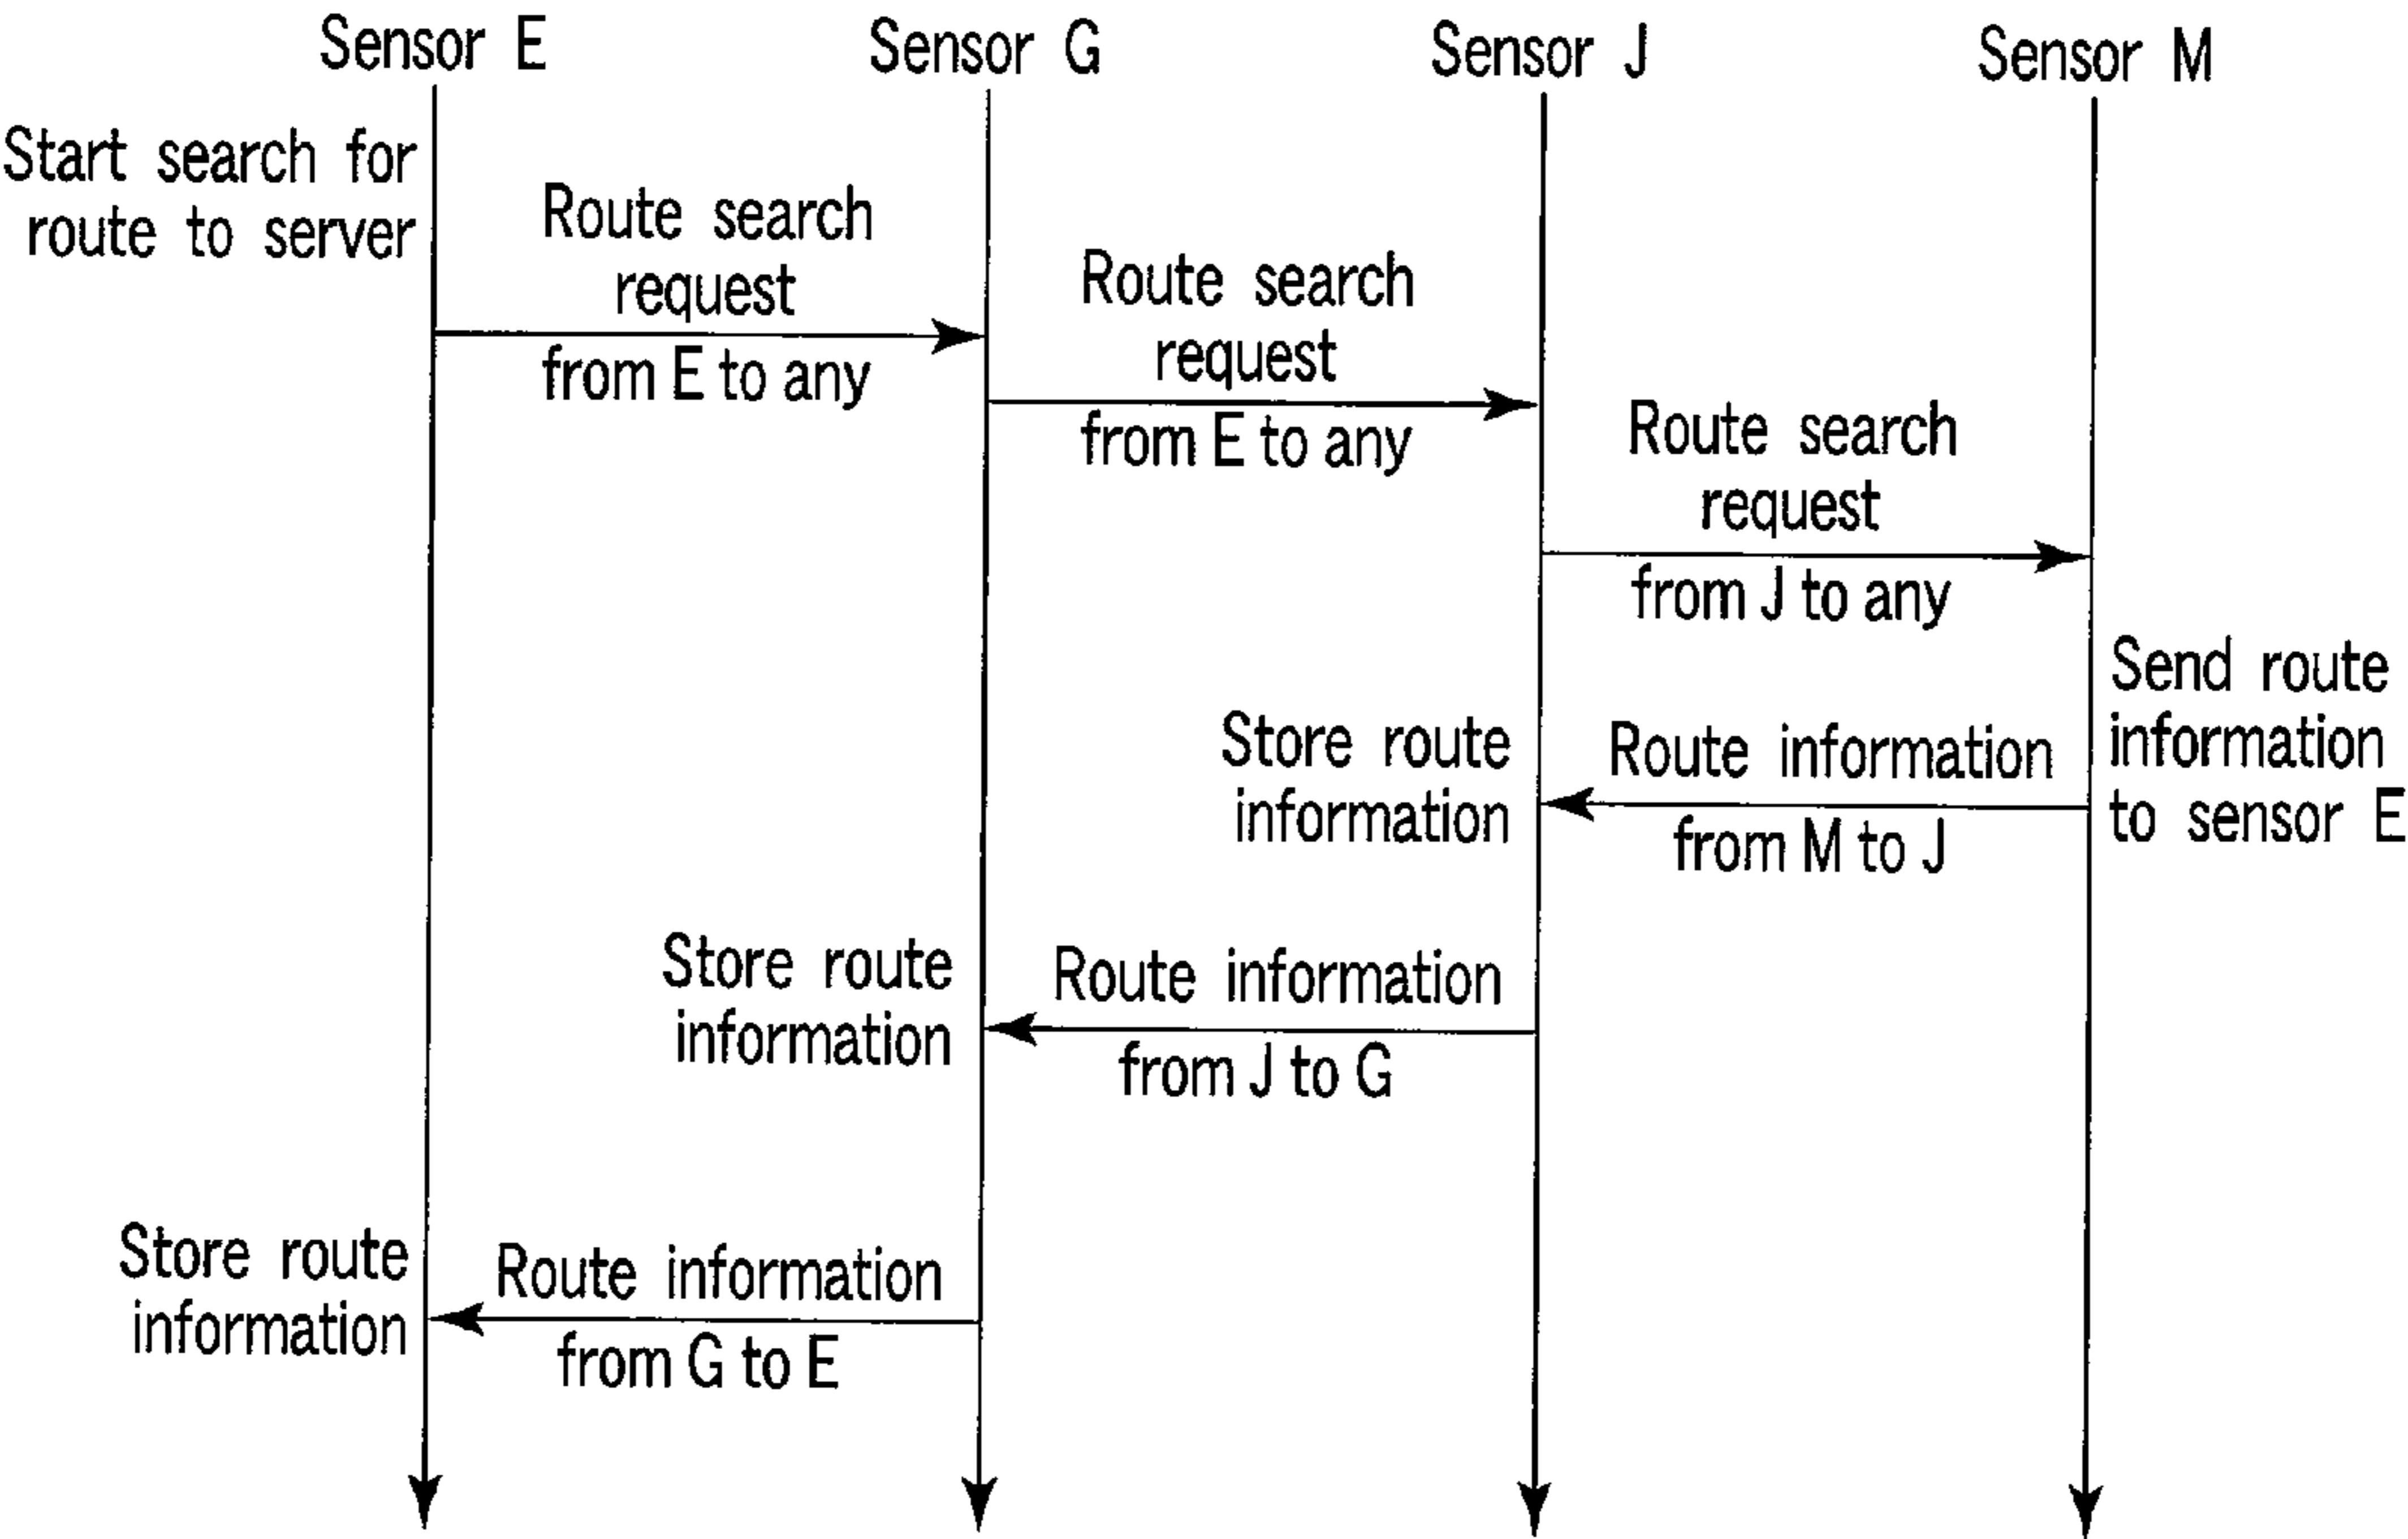 Sensor E
Sensor G
Sensor J
Sensor M
Start search for
route to server
Route search
request
from E to any
Route search
request
from E to any
Route search
request
from J to any
Send route
information
to sensor E
Store route
information
Route information
from M to J
Store route
information
Route information
from J to G
Store route
information
Route information
from G to E